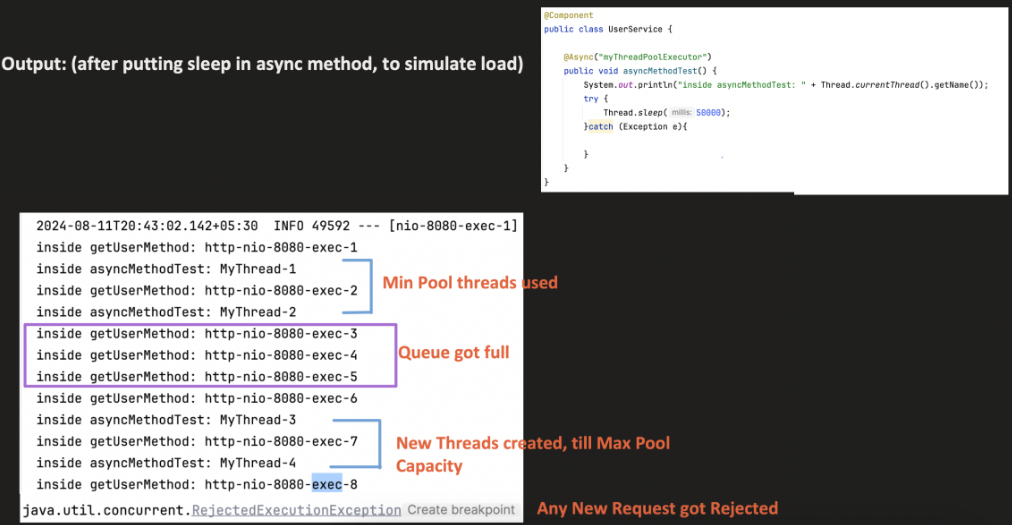 Output: (after putting sleep in async method, to simulate load)
@Component
public class UserService {
@Async("myThreadPoolExecutor")
public void asyncMethodTest() {
System.out.println("inside asyncMethodTest: " + Thread.currentThread().getName());
try {
Thread.sleep( millis: 50000);
}catch (Exception e){
}
}
}
2024-08-11T20:43:02.142+05:30  INFO 49592 --- [nio-8080-exec-1]
inside getUserMethod: http-nio-8080-exec-1
inside asyncMethodTest: MyThread-1
inside getUserMethod: http-nio-8080-exec-2
Min Pool threads used
inside asyncMethodTest: MyThread-2
inside getUserMethod: http-nio-8080-exec-3
inside getUserMethod: http-nio-8080-exec-4
Queue got full
inside getUserMethod: http-nio-8080-exec-5
inside getUserMethod: http-nio-8080-exec-6
inside asyncMethodTest: MyThread-3
inside getUserMethod: http-nio-8080-exec-7
New Threads created, till Max Pool
Capacity
inside asyncMethodTest: MyThread-4
inside getUserMethod: http-nio-8080-exec-8
java.util.concurrent.RejectedExecutionException Create breakpoint
Any New Request got Rejected